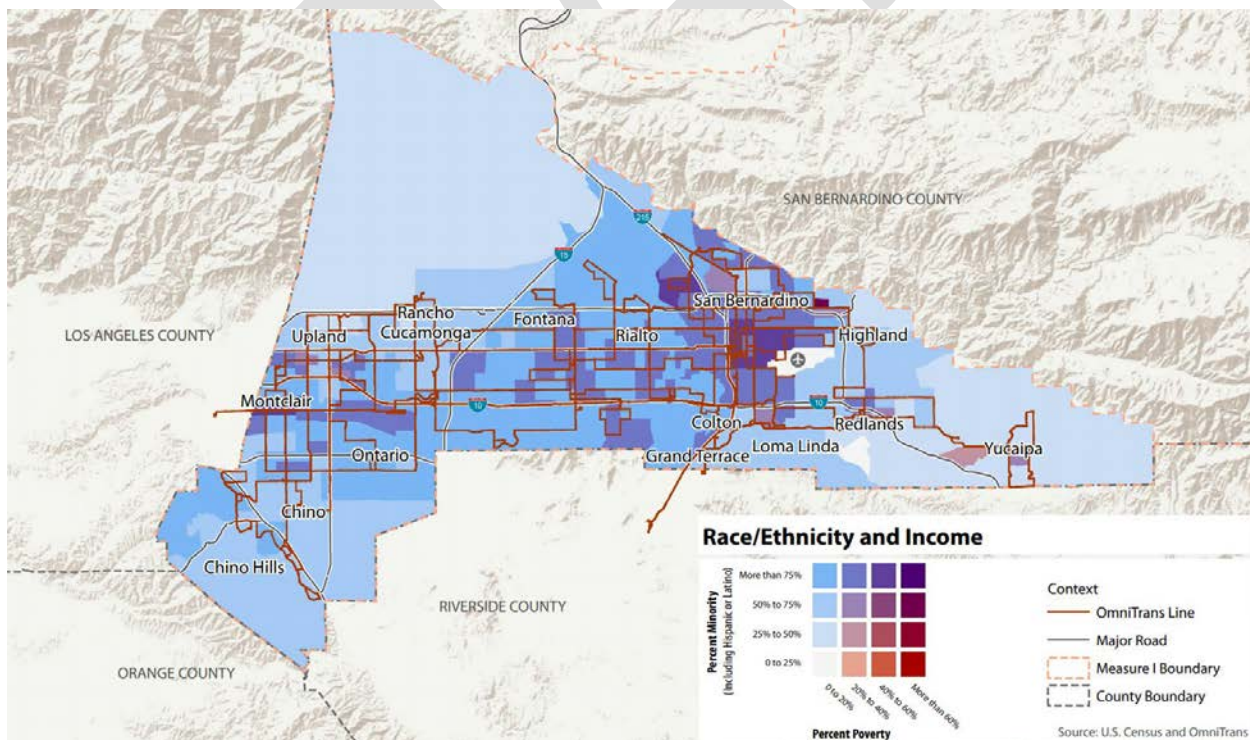 SAN BERNARDINO COUNTY
215
15
LOS ANGELES COUNTY
Upland
Rancho
Cucamonga
Fontana
Rialto
San Bernardino
Highland
Montclair
10
10
Colton
Redlands
Ontario
Grand Terrace
Loma Linda
Yucaipa
Chino
Chino Hills
RIVERSIDE COUNTY
ORANGE COUNTY
Race/Ethnicity and Income
Percent Minority
(Including Hispanic or Latino)
More than 75%
50% to 75%
25% to 50%
0 to 25%
0 to 20%
20% to 40%
40% to 60%
More than 60%
Percent Poverty
Context
OmniTrans Line
Major Road
Measure I Boundary
County Boundary
Source: U.S. Census and OmniTrans